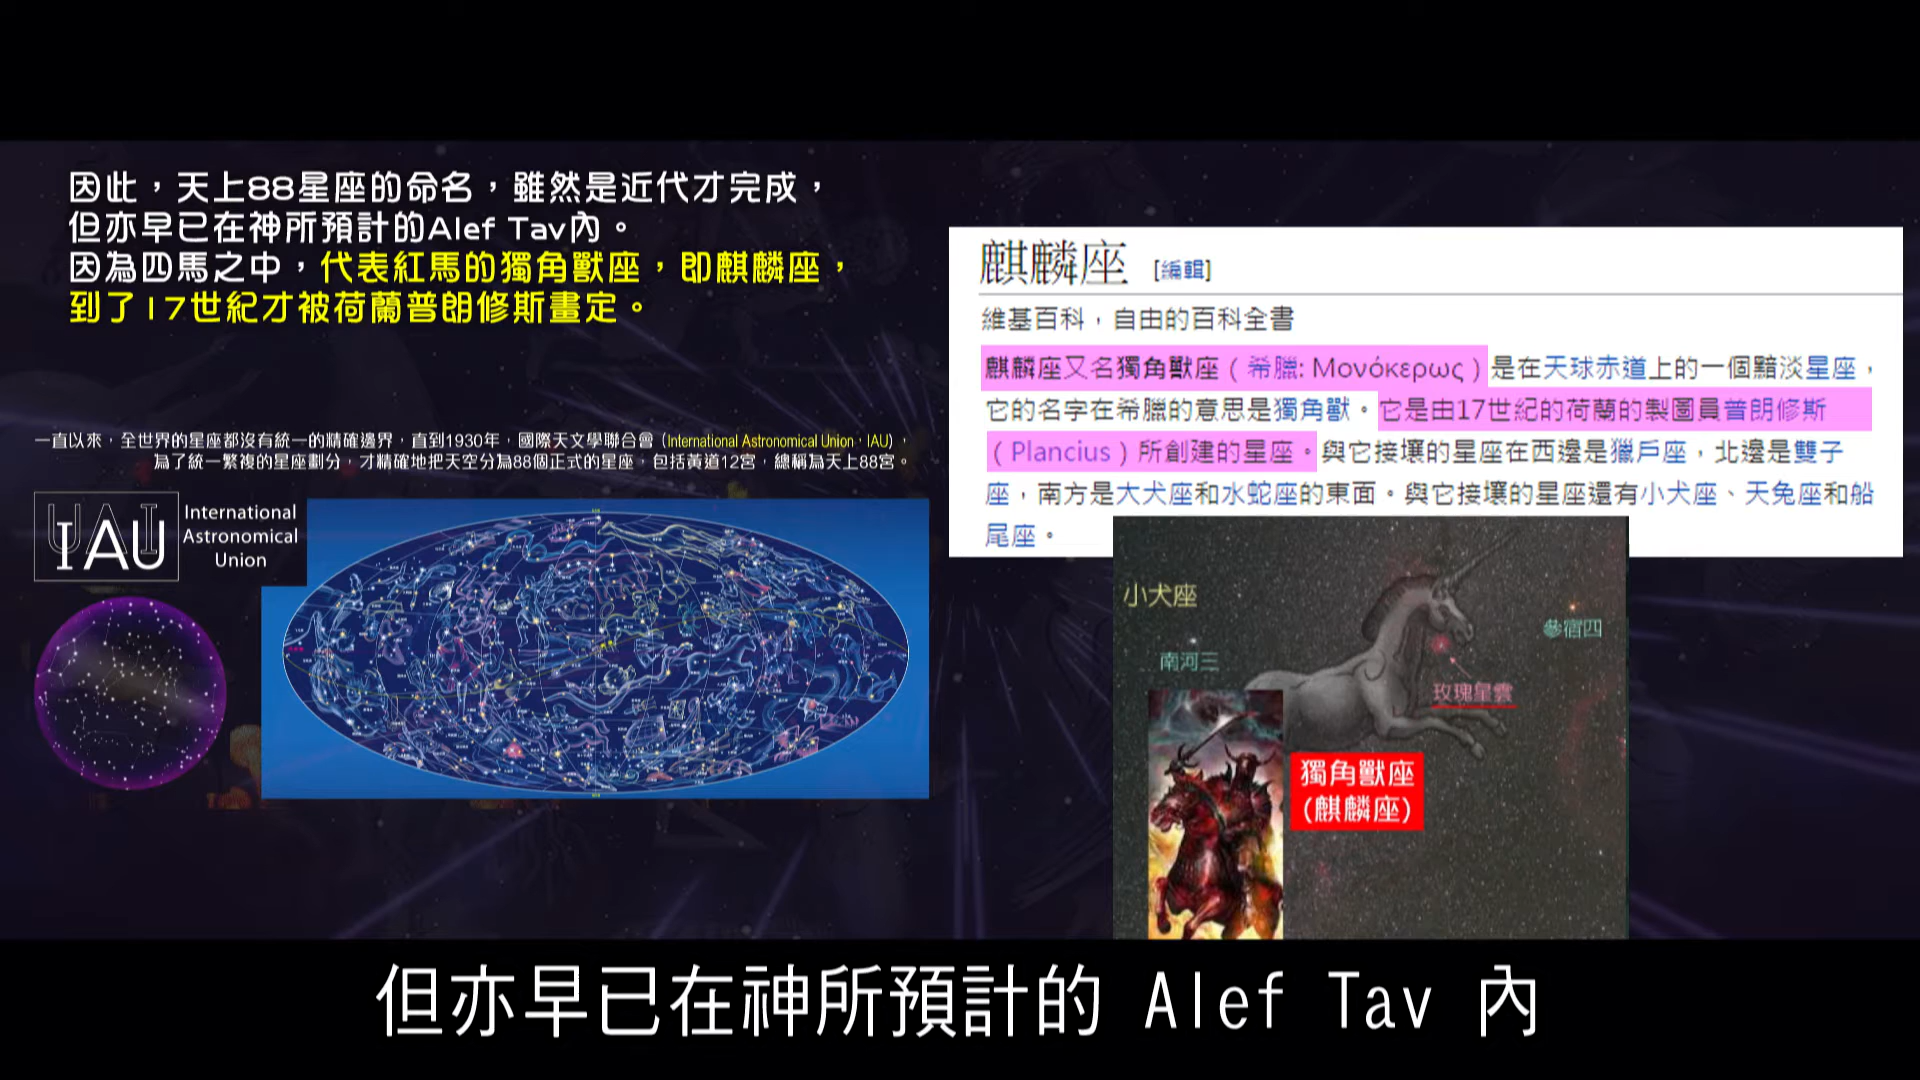 因此，天上88星座的命名，雖然是近代才完成，
但亦早已在神所預計的Alef Tav內。
因為四馬之中，代表紅馬的獨角獸座，即麒麟座，
到了17世紀才被荷蘭普朗修斯畫定。
一直以來，全世界的星座都沒有統一的精確邊界，直到1930年，國際天文學聯合會（International Astronomical Union，IAU），
為了統一繁複的星座劃分，才精確地把天空分為88個正式的星座，包括黃道12宮，總稱為天上88宮。
IAU
International
Astronomical
Union
麒麟座 [編輯]
維基百科，自由的百科全書
麒麟座又名獨角獸座（希臘: Μονόκερως）是在天球赤道上的一個黯淡星座，
它的名字在希臘的意思是獨角獸。它是由17世紀的荷蘭的製圖員普朗修斯
（Plancius）所創建的星座。與它接壤的星座在西邊是獵戶座，北邊是雙子
座，南方是大犬座和水蛇座的東面。與它接壤的星座還有小犬座、天兔座和船
尾座。
小犬座
參宿四
南河三
玫瑰星雲
獨角獸座
(麒麟座)
但亦早已在神所預計的 Alef Tav 內